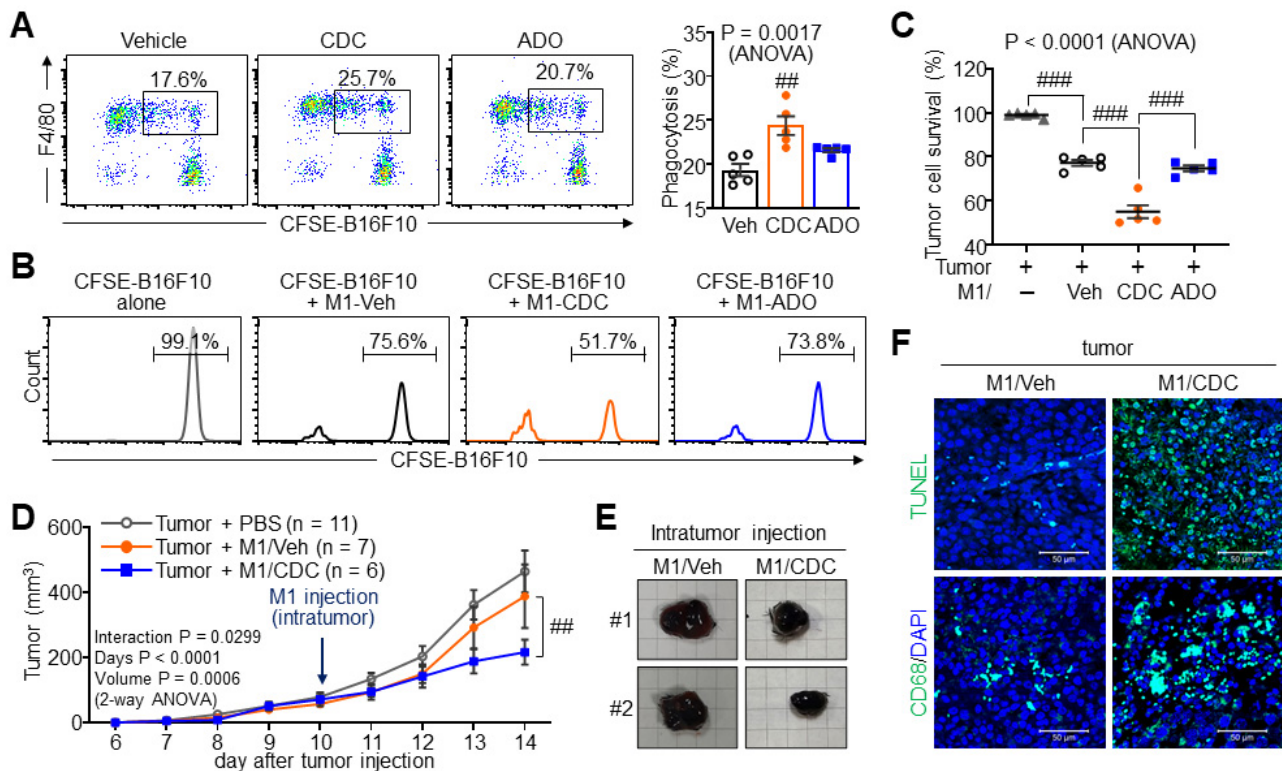 A
Vehicle
CDC
ADO
17.6%
25.7%
20.7%
F4/80
CFSE-B16F10
P = 0.0017
(ANOVA)
##
Phagocytosis (%)
35
30
25
20
15
Veh CDC ADO
B
CFSE-B16F10
alone
CFSE-B16F10
+ M1-Veh
CFSE-B16F10
+ M1-CDC
CFSE-B16F10
+ M1-ADO
99.1%
75.6%
51.7%
73.8%
Count
CFSE-B16F10
C
P < 0.0001 (ANOVA)
###
###
###
Tumor cell survival (%)
120
100
80
60
40
Tumor + + + +
M1/ – Veh CDC ADO
D
Tumor + PBS (n = 11)
Tumor + M1/Veh (n = 7)
Tumor + M1/CDC (n = 6)
M1 injection
(intratumor)
##
Interaction P = 0.0299
Days P < 0.0001
Volume P = 0.0006
(2-way ANOVA)
Tumor (mm³)
600
400
200
0
6 7 8 9 10 11 12 13 14
day after tumor injection
E
Intratumor injection
M1/Veh M1/CDC
#1
#2
F
tumor
M1/Veh M1/CDC
TUNEL
50 µm
50 µm
CD68/DAPI
50 µm
50 µm